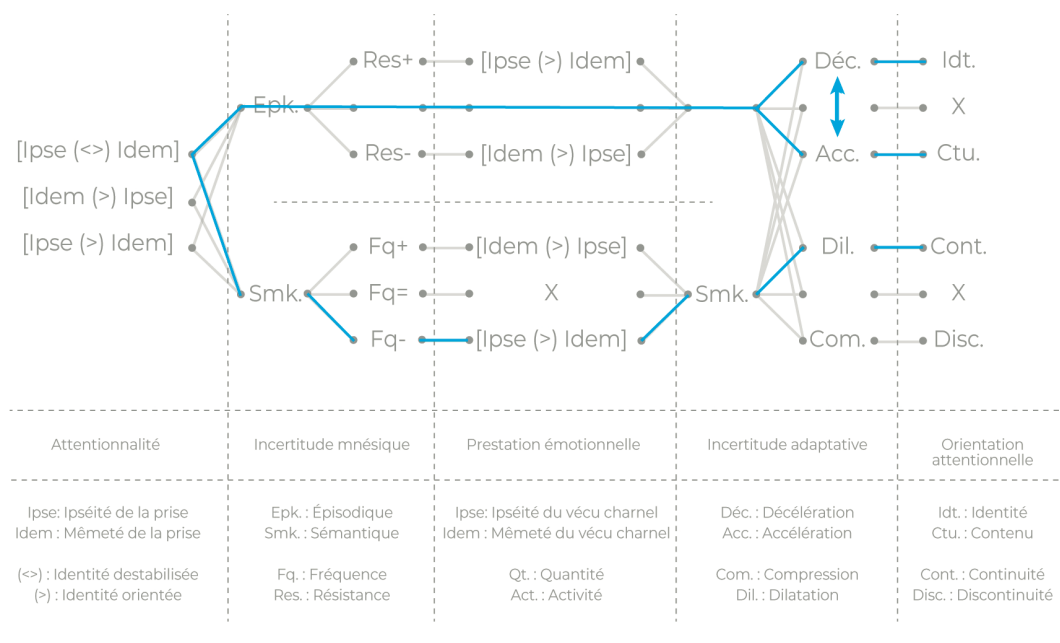 Res+ [Ipse (>) Idem] Déc. Idt.
Epk. X
[Ipse (<>) Idem] Res- [Idem (>) Ipse] Acc. Ctu.
[Idem (>) Ipse]
[Ipse (>) Idem] Fq+ [Idem (>) Ipse] Dil. Cont.
Smk. Fq= X Smk. X
Fq- [Ipse (>) Idem] Com. Disc.
Attentionnalité
Incertitude mnésique
Prestation émotionnelle
Incertitude adaptative
Orientation
attentionnelle
Ipse: Ipséité de la prise
Idem : Mêmeté de la prise
(<>) : Identité destabilisée
(>) : Identité orientée
Epk. : Épisodique
Smk. : Sémantique
Fq. : Fréquence
Res. : Résistance
Ipse: Ipséité du vécu charnel
Idem : Mêmeté du vécu charnel
Qt. : Quantité
Act. : Activité
Déc. : Décélération
Acc. : Accélération
Com. : Compression
Dil. : Dilatation
Idt. : Identité
Ctu. : Contenu
Cont. : Continuité
Disc. : Discontinuité